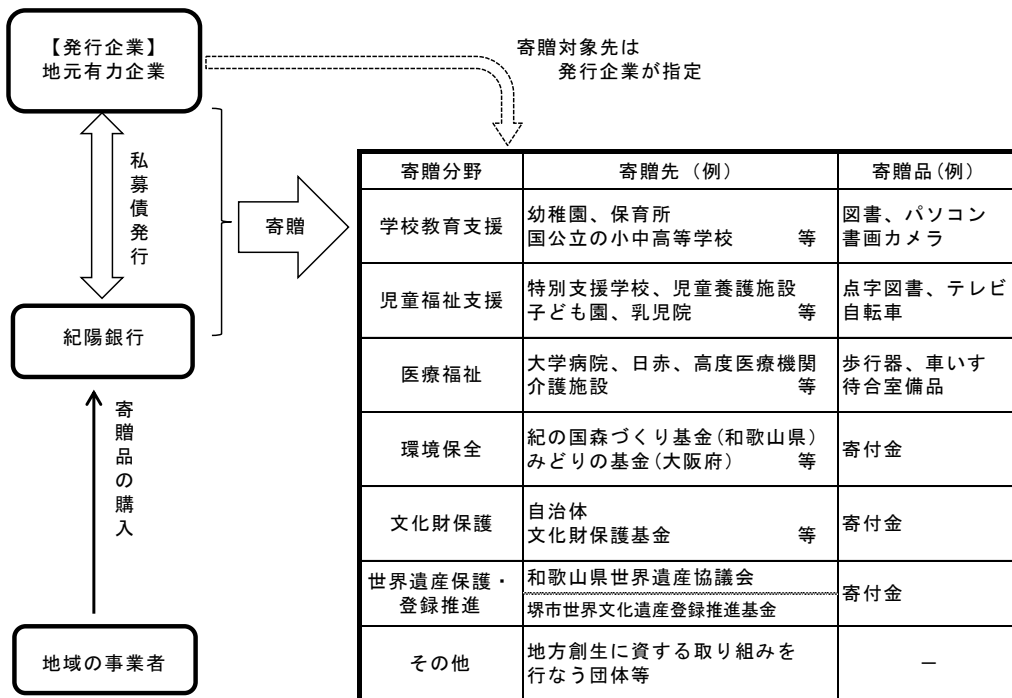 【発行企業】
地元有力企業
寄贈対象先は
発行企業が指定
私募債発行
寄贈
紀陽銀行
寄贈品の購入
地域の事業者
寄贈分野 寄贈先（例） 寄贈品(例)
学校教育支援 幼稚園、保育所 図書、パソコン
国公立の小中高等学校 等 書画カメラ
児童福祉支援 特別支援学校、児童養護施設 点字図書、テレビ
子ども園、乳児院 等 自転車
医療福祉 大学病院、日赤、高度医療機関 歩行器、車いす
介護施設 等 待合室備品
環境保全 紀の国森づくり基金(和歌山県) 寄付金
みどりの基金(大阪府) 等
文化財保護 自治体 寄付金
文化財保護基金 等
世界遺産保護・ 和歌山県世界遺産協議会 寄付金
登録推進 堺市世界文化遺産登録推進基金
その他 地方創生に資する取り組みを －
行なう団体等